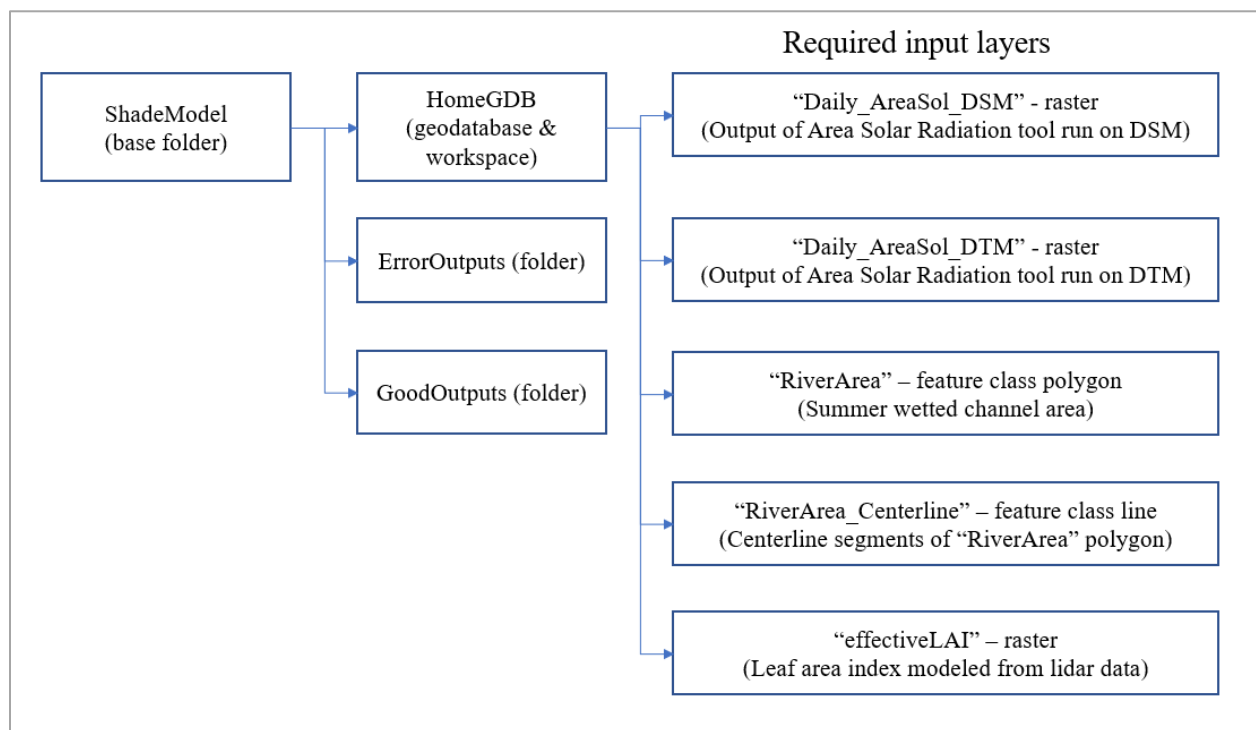 Required input layers
ShadeModel
(base folder)
HomeGDB
(geodatabase &
workspace)
ErrorOutputs (folder)
GoodOutputs (folder)
“Daily_AreaSol_DSM” - raster
(Output of Area Solar Radiation tool run on DSM)
“Daily_AreaSol_DTM” - raster
(Output of Area Solar Radiation tool run on DTM)
“RiverArea” – feature class polygon
(Summer wetted channel area)
“RiverArea_Centerline” – feature class line
(Centerline segments of “RiverArea” polygon)
“effectiveLAI” – raster
(Leaf area index modeled from lidar data)